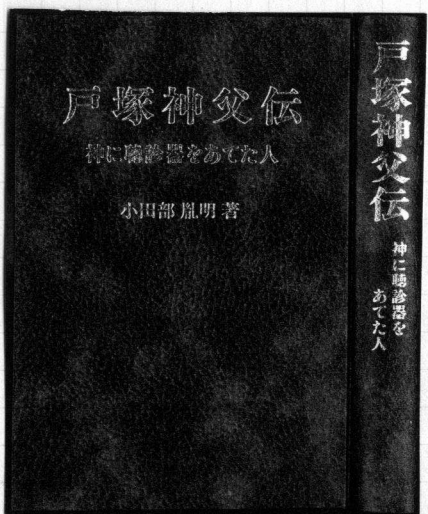 戸塚神父伝
神に聴診器をあてた人
小田部 胤明 著
戸塚神父伝
神に聴診器を
あてた人